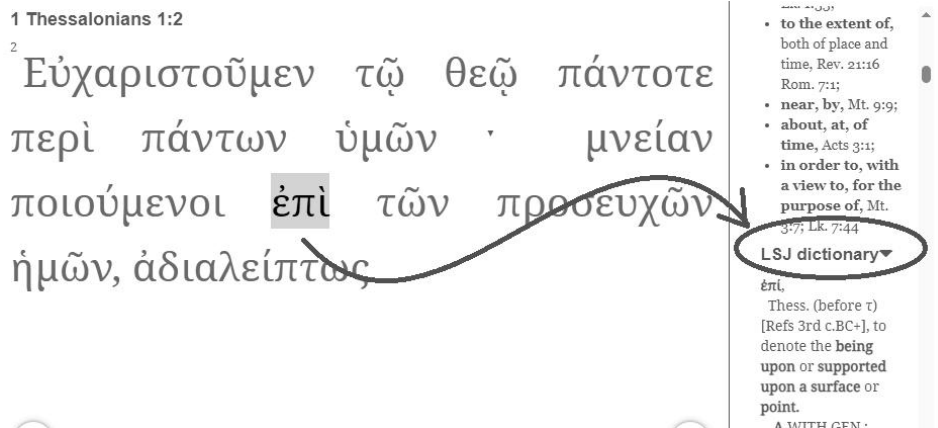 1 Thessalonians 1:2
2
Εὐχαριστοῦμεν τῷ θεῷ πάντοτε
περὶ πάντων ὑμῶν · μνείαν
ποιούμενοι ἐπὶ τῶν προσευχῶν
ἡμῶν, ἀδιαλείπτως
• to the extent of,
both of place and
time, Rev. 21:16
Rom. 7:1;
• near, by, Mt. 9:9;
• about, at, of
time, Acts 3:1;
• in order to, with
a view to, for the
purpose of, Mt.
3:7; Lk. 7:44
LSJ dictionary▾
ἐπί,
Thess. (before τ)
[Refs 3rd c.BC+], to
denote the being
upon or supported
upon a surface or
point.
A WITH GEN.: